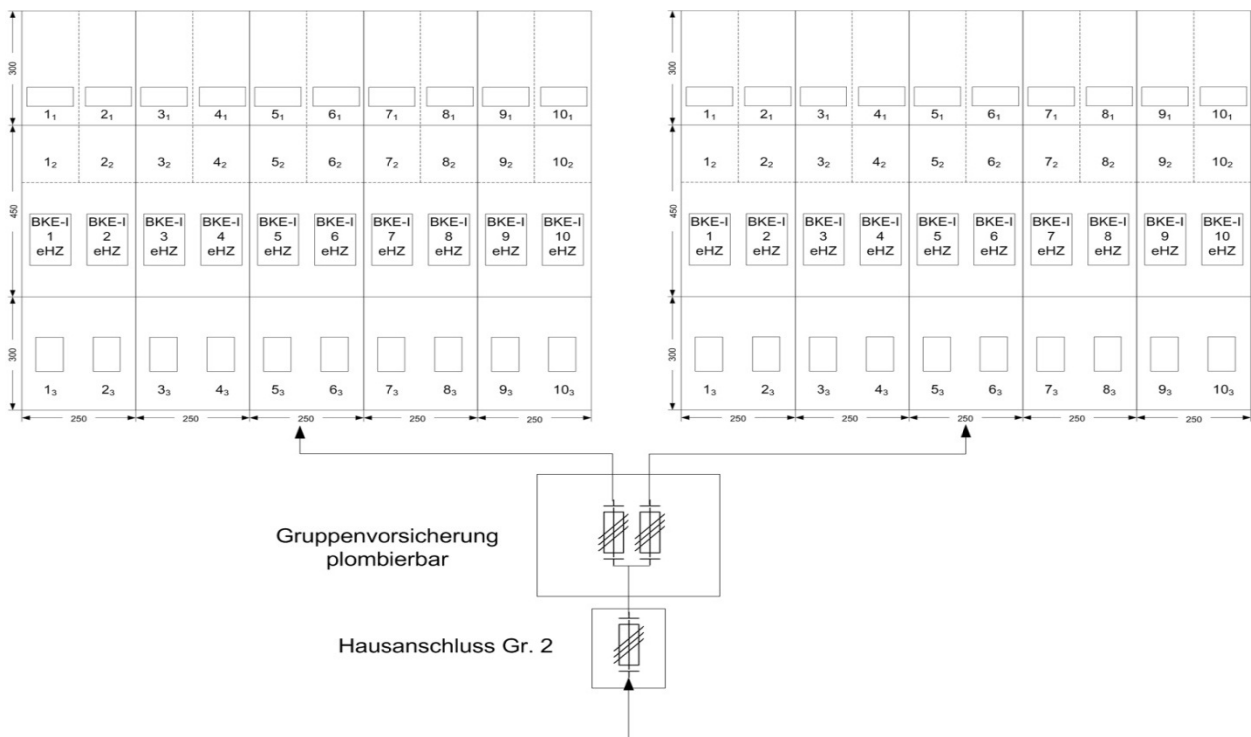 300
1₁ 2₁ 3₁ 4₁ 5₁ 6₁ 7₁ 8₁ 9₁ 10₁
450
1₂ 2₂ 3₂ 4₂ 5₂ 6₂ 7₂ 8₂ 9₂ 10₂
BKE-I BKE-I BKE-I BKE-I BKE-I BKE-I BKE-I BKE-I BKE-I BKE-I
1 2 3 4 5 6 7 8 9 10
eHZ eHZ eHZ eHZ eHZ eHZ eHZ eHZ eHZ eHZ
300
1₃ 2₃ 3₃ 4₃ 5₃ 6₃ 7₃ 8₃ 9₃ 10₃
250 250 250 250 250
300
1₁ 2₁ 3₁ 4₁ 5₁ 6₁ 7₁ 8₁ 9₁ 10₁
450
1₂ 2₂ 3₂ 4₂ 5₂ 6₂ 7₂ 8₂ 9₂ 10₂
BKE-I BKE-I BKE-I BKE-I BKE-I BKE-I BKE-I BKE-I BKE-I BKE-I
1 2 3 4 5 6 7 8 9 10
eHZ eHZ eHZ eHZ eHZ eHZ eHZ eHZ eHZ eHZ
300
1₃ 2₃ 3₃ 4₃ 5₃ 6₃ 7₃ 8₃ 9₃ 10₃
250 250 250 250 250
Gruppenvorsicherung
plombierbar
Hausanschluss Gr. 2